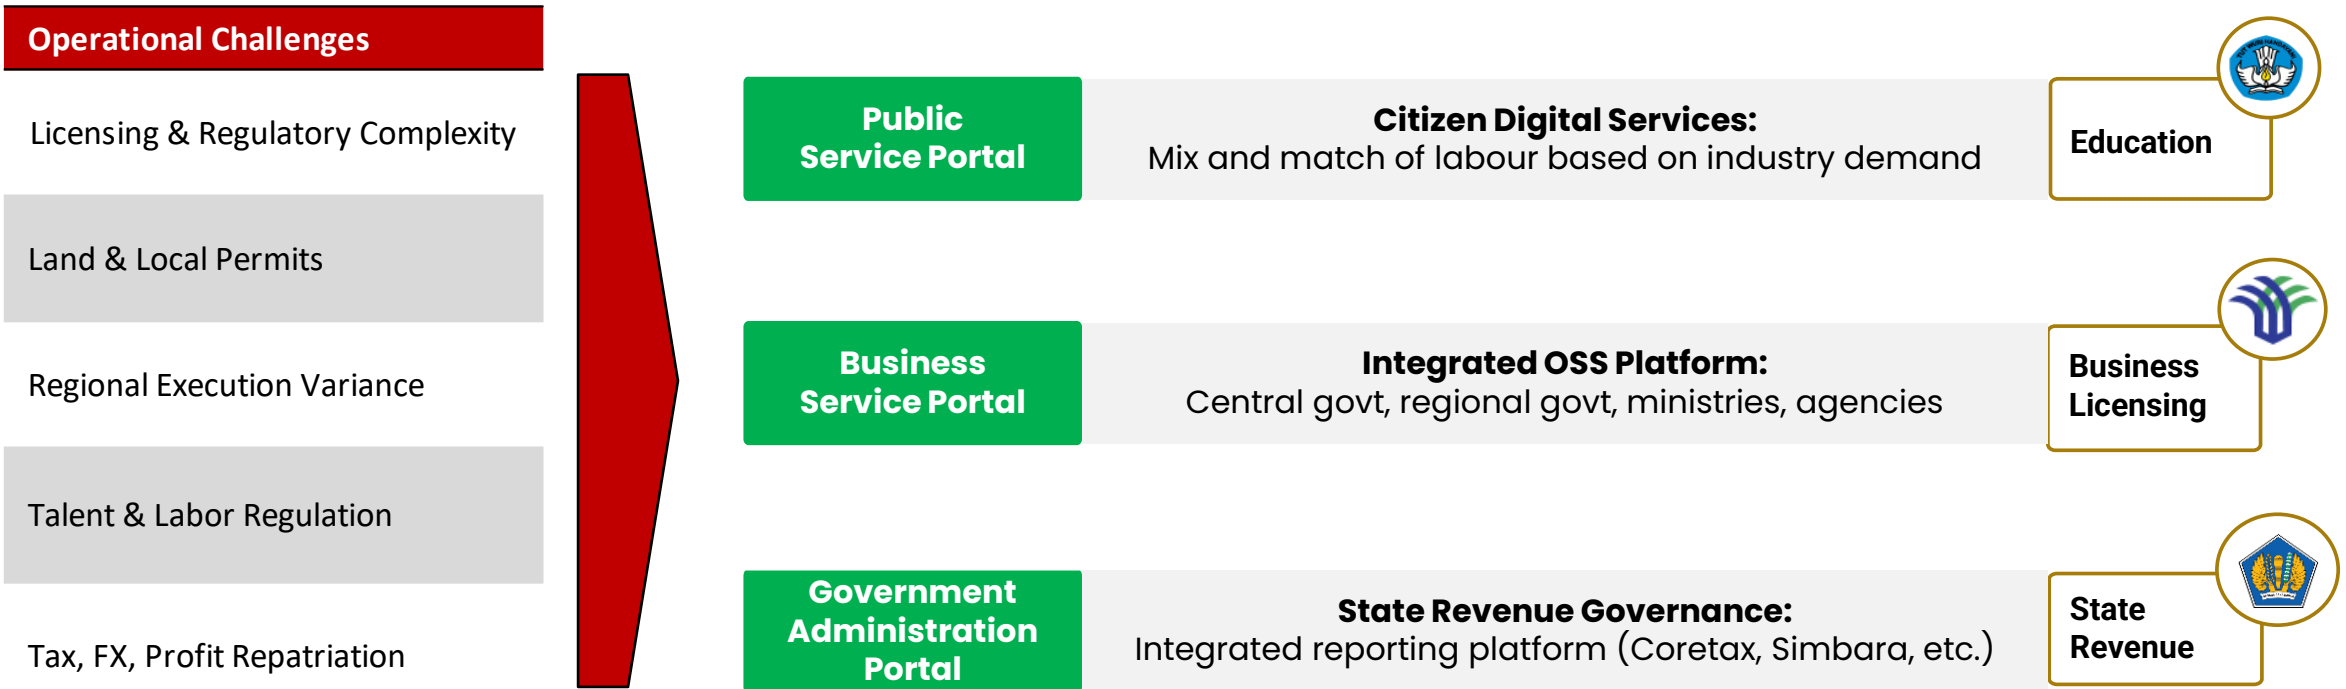 Operational Challenges
Licensing & Regulatory Complexity
Land & Local Permits
Regional Execution Variance
Talent & Labor Regulation
Tax, FX, Profit Repatriation
Public
Service Portal
Citizen Digital Services:
Mix and match of labour based on industry demand
Education
Business
Service Portal
Integrated OSS Platform:
Central govt, regional govt, ministries, agencies
Business
Licensing
Government
Administration
Portal
State Revenue Governance:
Integrated reporting platform (Coretax, Simbara, etc.)
State
Revenue